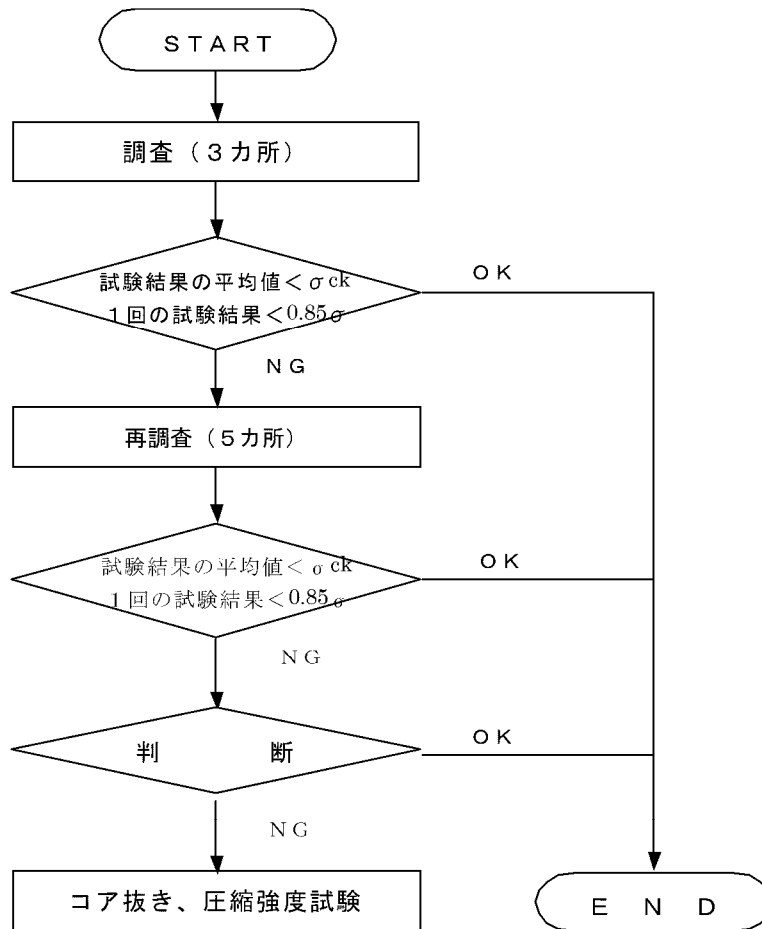 ＳＴＡＲＴ
調査（３カ所）
試験結果の平均値＜σck
１回の試験結果＜0.85σ
ＯＫ
ＮＧ
再調査（５カ所）
試験結果の平均値＜σck
１回の試験結果＜0.85σ
ＯＫ
ＮＧ
判　断
ＯＫ
ＮＧ
コア抜き、圧縮強度試験
ＥＮＤ